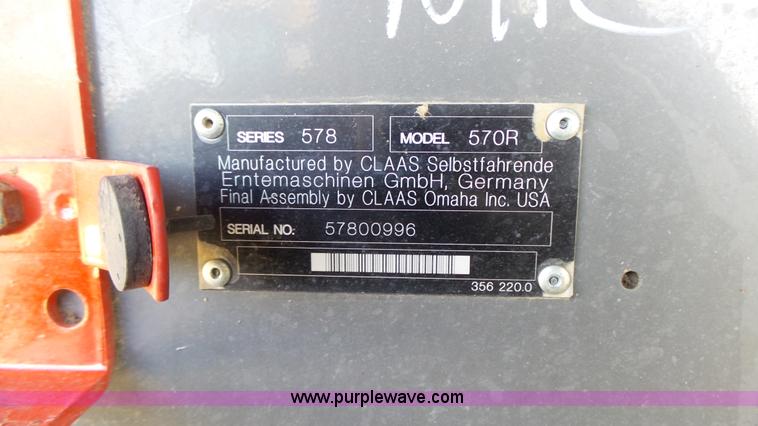 SERIES 578 MODEL 570R
Manufactured by CLAAS Selbstfahrende
Erntemaschinen GmbH, Germany
Final Assembly by CLAAS Omaha Inc. USA
SERIAL NO: 57800996
356 220.0
www.purplewave.com